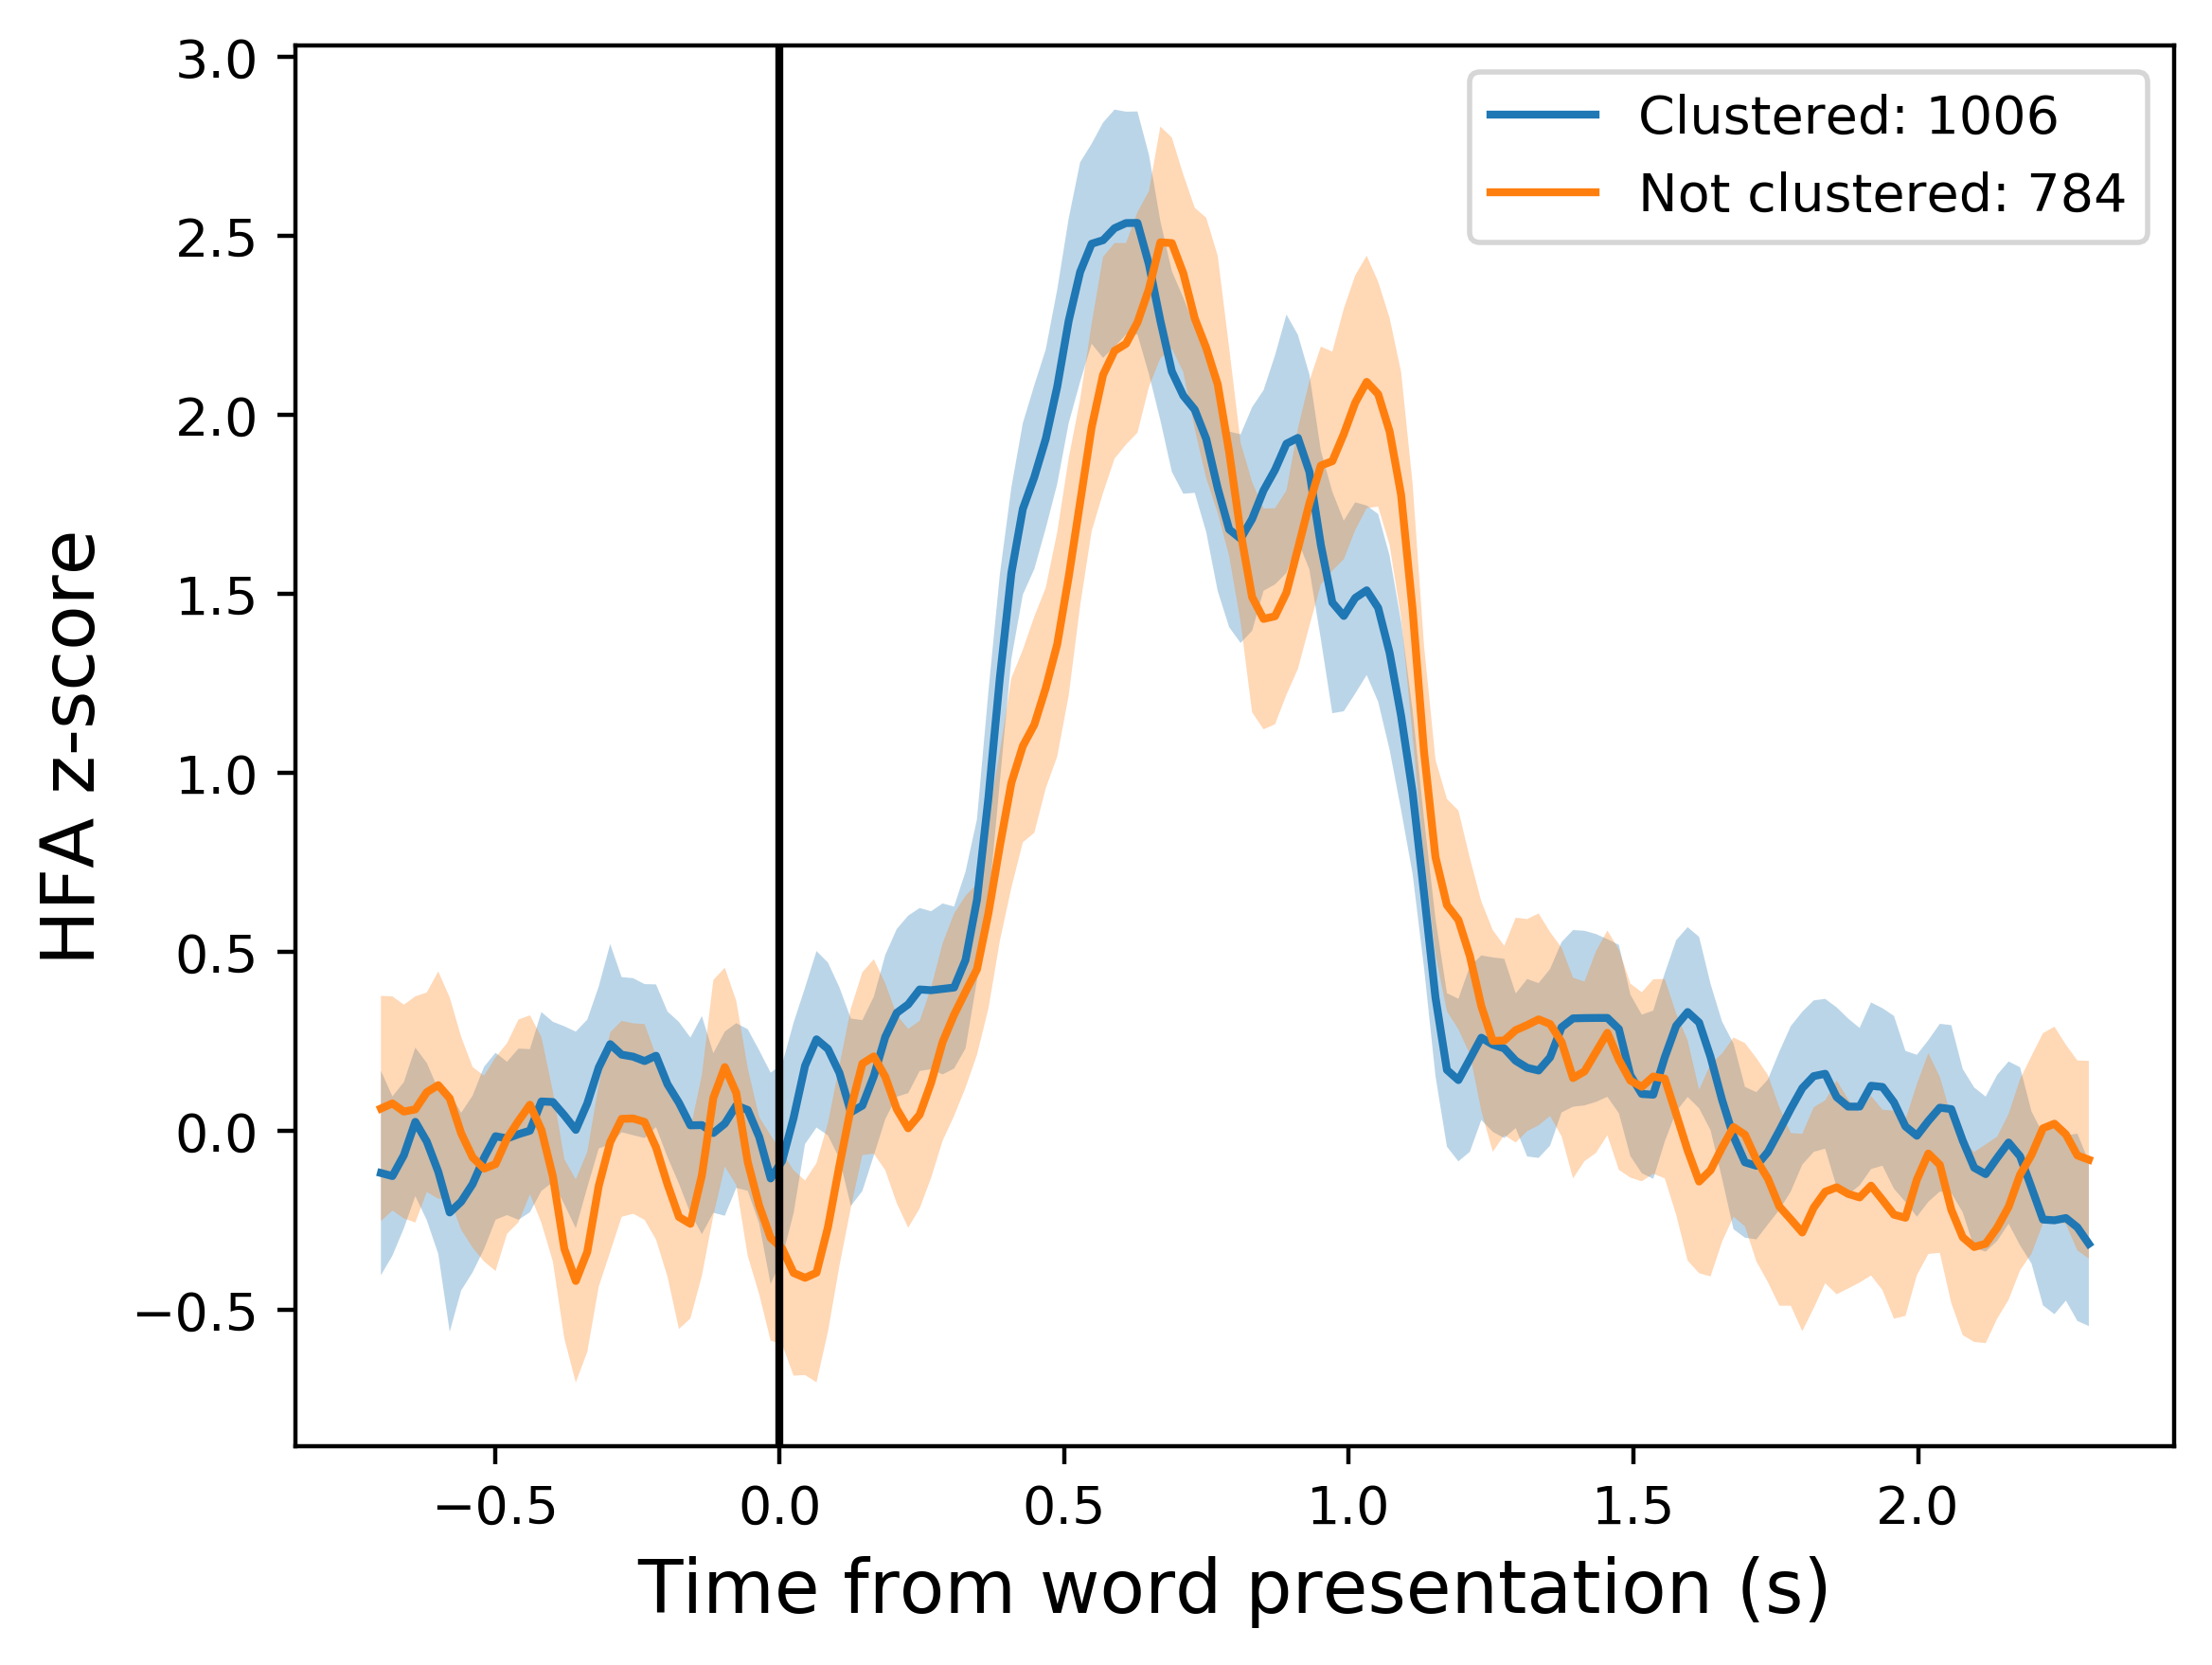 3.0
2.5
2.0
1.5
1.0
0.5
0.0
−0.5
HFA z-score
Clustered: 1006
Not clustered: 784
−0.5 0.0 0.5 1.0 1.5 2.0
Time from word presentation (s)